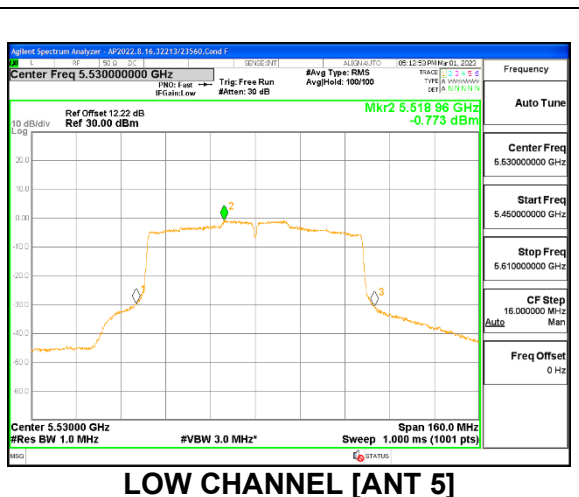 Agilent Spectrum Analyzer - AP2022.8.16,32213/23560,Cond F
RF 50 Ω DC SENSE:INT ALIGN AUTO 05:12:53 PM Mar 01, 2023
Center Freq 5.530000000 GHz #Avg Type: RMS TRACE 1 2 3 4 5 6 Frequency
PNO: Fast Trig: Free Run Avg|Hold: 100/100 TYPE
IFGain:Low #Atten: 30 dB DET A N N N N N
Auto Tune
Mkr2 5.518 96 GHz
Ref Offset 12.22 dB
10 dB/div Ref 30.00 dBm -0.773 dBm
Log
Center Freq
5.530000000 GHz
20.0
10.0
Start Freq
5.450000000 GHz
2
0.00
-10.0
Stop Freq
5.610000000 GHz
-20.0
1
3
-30.0
CF Step
16.000000 MHz
Auto Man
-40.0
-50.0
Freq Offset
0 Hz
-60.0
Center 5.53000 GHz Span 160.0 MHz
#Res BW 1.0 MHz #VBW 3.0 MHz* Sweep 1.000 ms (1001 pts)
MSG STATUS
LOW CHANNEL [ANT 5]